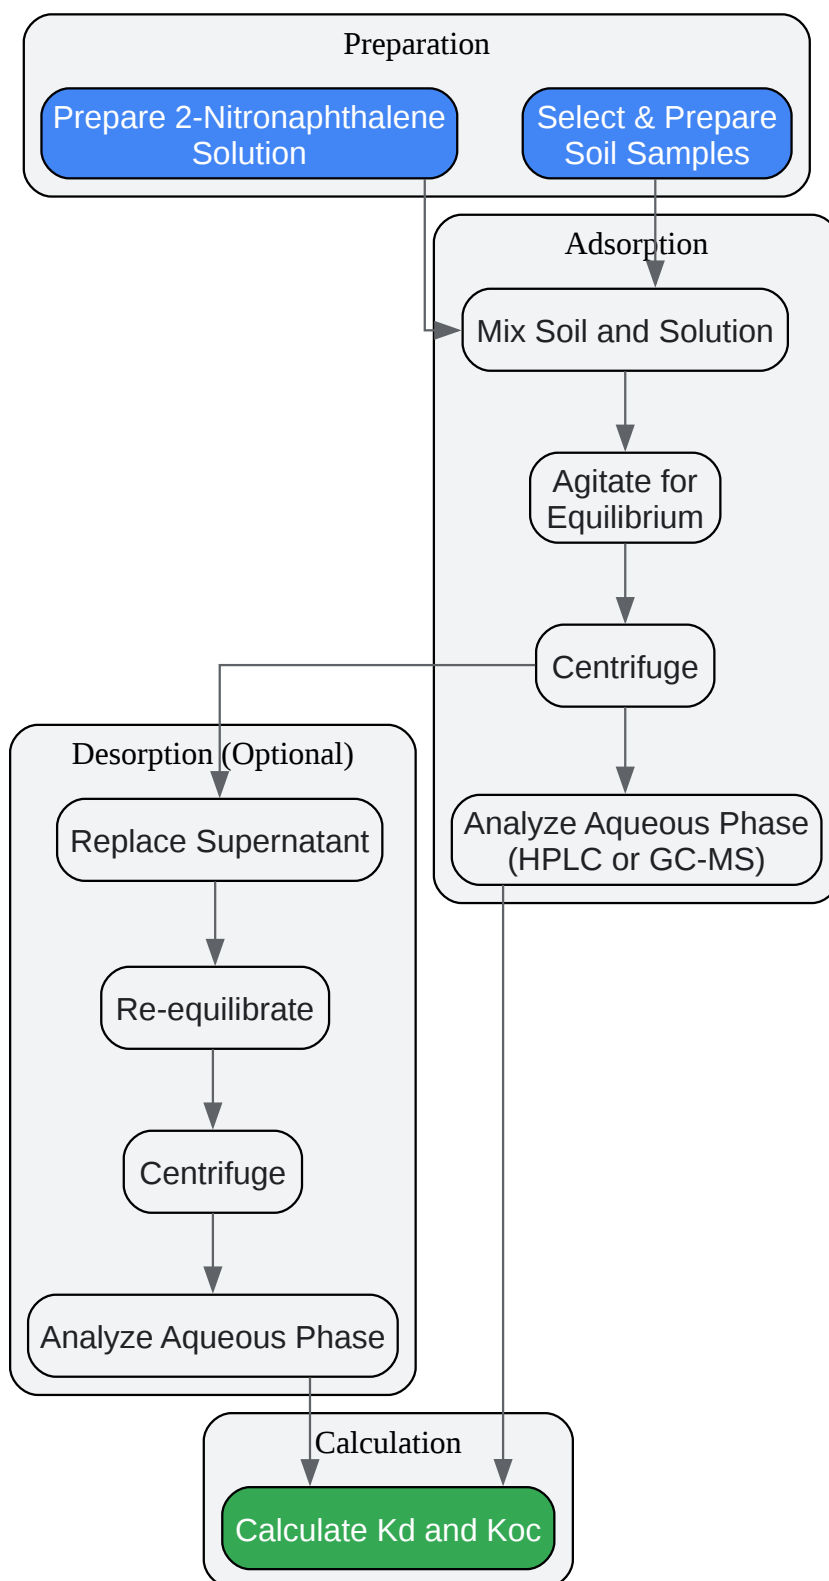 Preparation
Prepare 2-Nitronaphthalene
Solution
Select & Prepare
Soil Samples
Adsorption
Mix Soil and Solution
Agitate for
Equilibrium
Centrifuge
Analyze Aqueous Phase
(HPLC or GC-MS)
Desorption (Optional)
Replace Supernatant
Re-equilibrate
Centrifuge
Analyze Aqueous Phase
Calculation
Calculate Kd and Koc